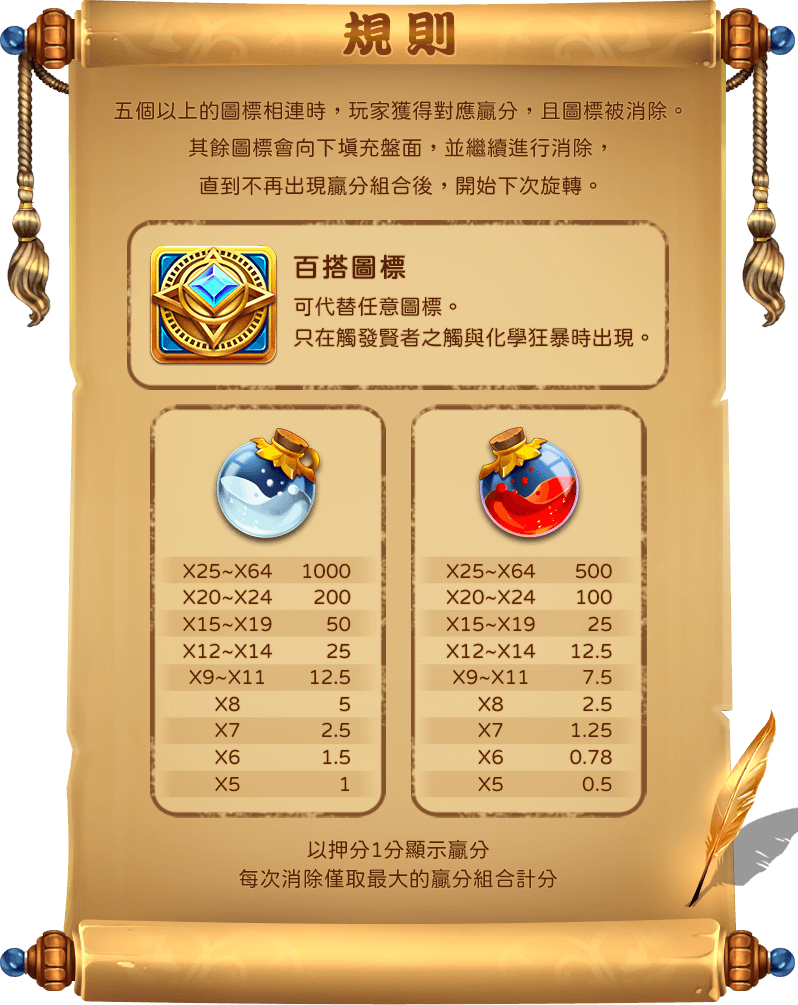 規則
五個以上的圖標相連時，玩家獲得對應贏分，且圖標被消除。
其餘圖標會向下填充盤面，並繼續進行消除，
直到不再出現贏分組合後，開始下次旋轉。
百搭圖標
可代替任意圖標。
只在觸發賢者之觸與化學狂暴時出現。
X25~X64 1000
X20~X24 200
X15~X19 50
X12~X14 25
X9~X11 12.5
X8 5
X7 2.5
X6 1.5
X5 1
X25~X64 500
X20~X24 100
X15~X19 25
X12~X14 12.5
X9~X11 7.5
X8 2.5
X7 1.25
X6 0.78
X5 0.5
以押分1分顯示贏分
每次消除僅取最大的贏分組合計分